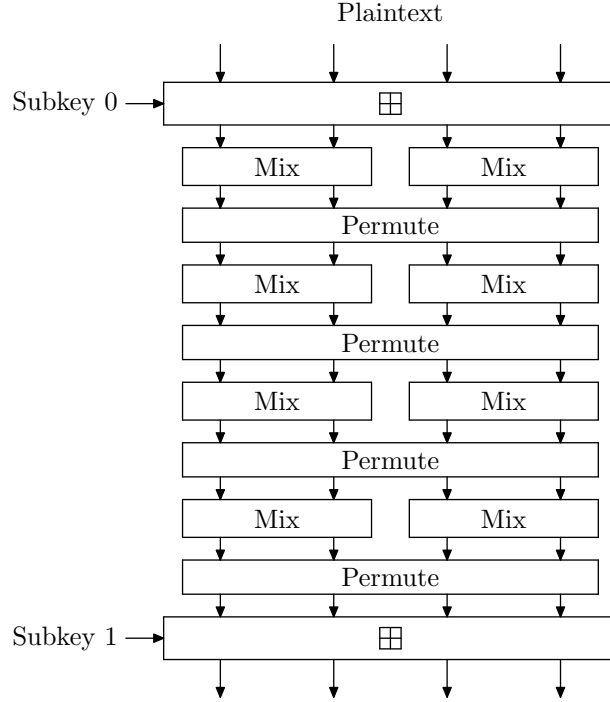 Plaintext
Subkey 0
Mix Mix
Permute
Mix Mix
Permute
Mix Mix
Permute
Mix Mix
Permute
Subkey 1